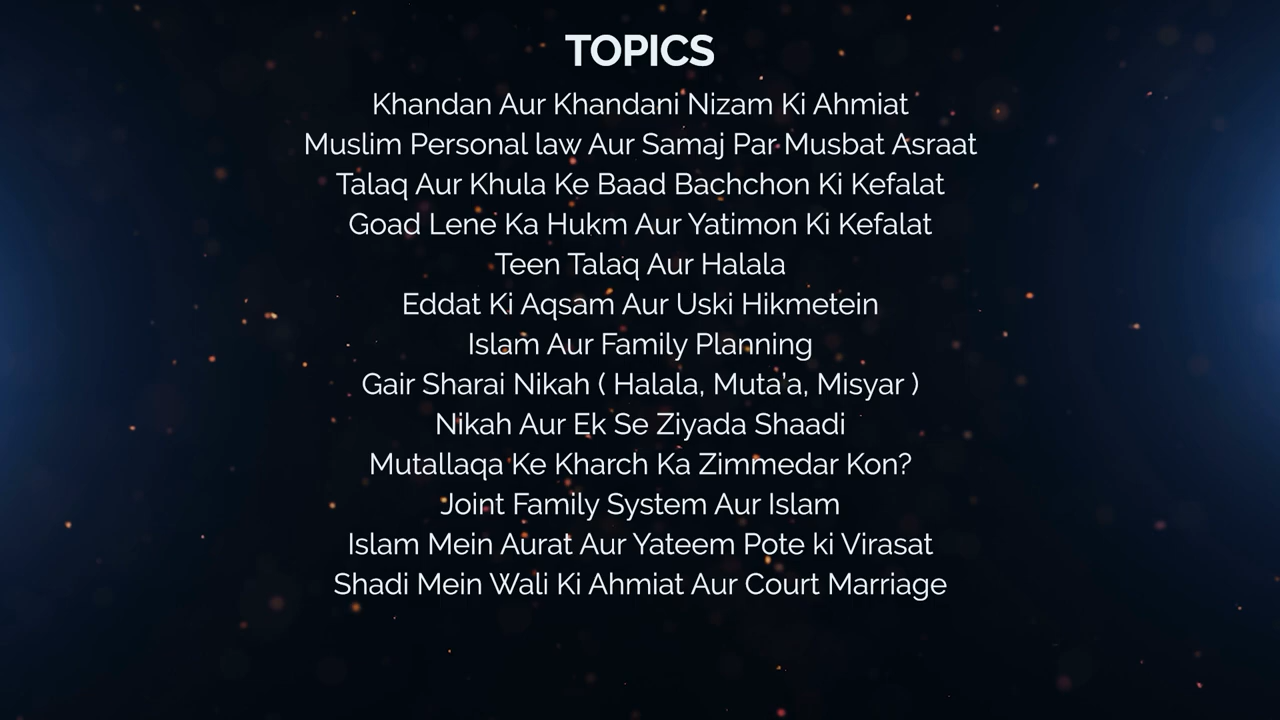 TOPICS
Khandan Aur Khandani Nizam Ki Ahmiat
Muslim Personal law Aur Samaj Par Musbat Asraat
Talaq Aur Khula Ke Baad Bachchon Ki Kefalat
Goad Lene Ka Hukm Aur Yatimon Ki Kefalat
Teen Talaq Aur Halala
Eddat Ki Aqsam Aur Uski Hikmetein
Islam Aur Family Planning
Gair Sharai Nikah ( Halala, Muta’a, Misyar )
Nikah Aur Ek Se Ziyada Shaadi
Mutallaqa Ke Kharch Ka Zimmedar Kon?
Joint Family System Aur Islam
Islam Mein Aurat Aur Yateem Pote ki Virasat
Shadi Mein Wali Ki Ahmiat Aur Court Marriage